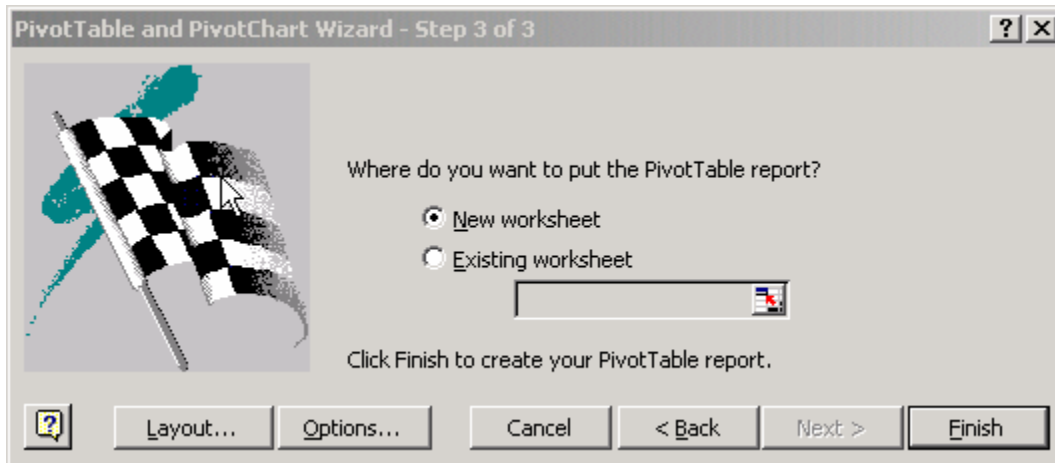 PivotTable and PivotChart Wizard - Step 3 of 3
Where do you want to put the PivotTable report?
New worksheet
Existing worksheet
Click Finish to create your PivotTable report.
Layout... Options... Cancel < Back Next > Finish